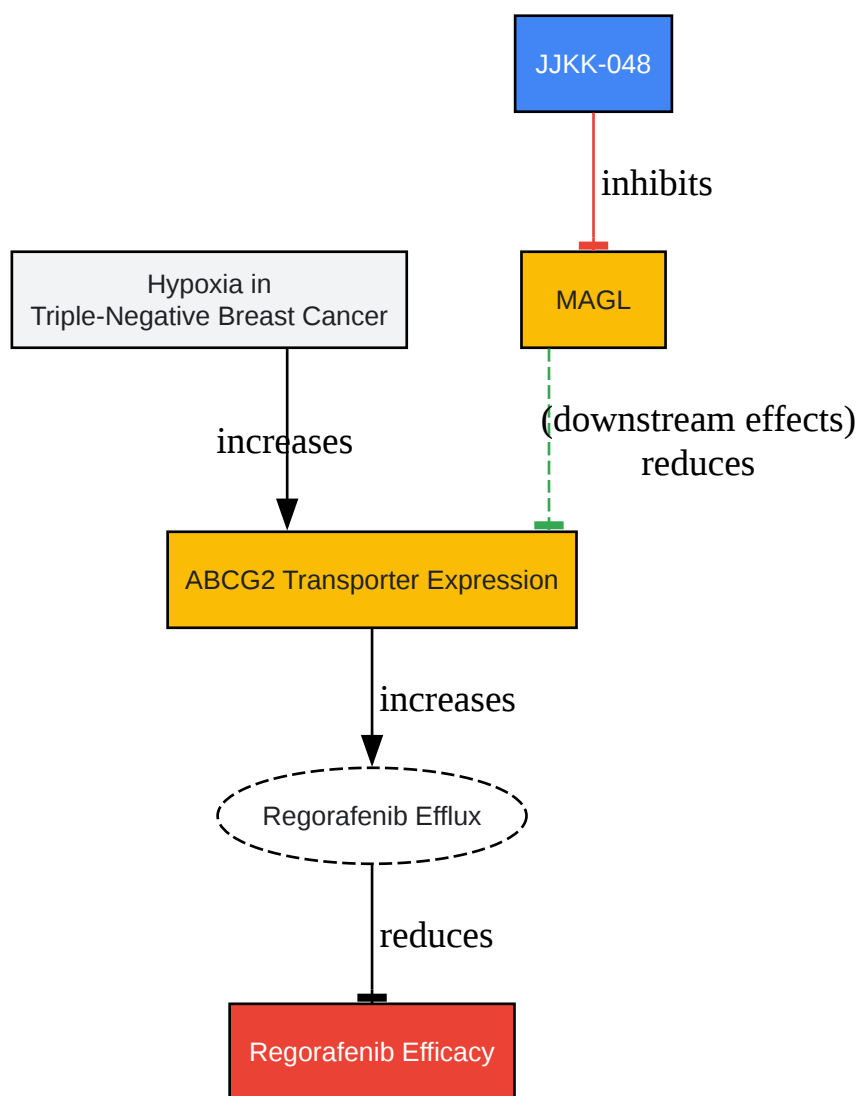 JJKK-048
inhibits
Hypoxia in
Triple-Negative Breast Cancer
MAGL
increases
(downstream effects)
reduces
ABCG2 Transporter Expression
increases
Regorafenib Efflux
reduces
Regorafenib Efficacy